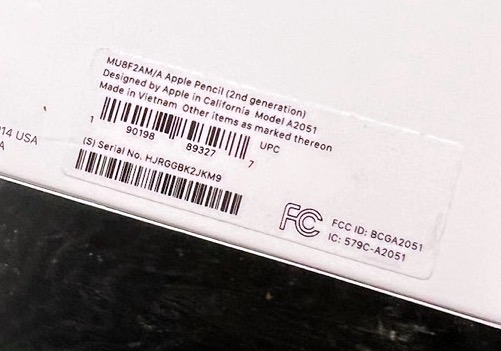 MU8F2AM/A Apple Pencil (2nd generation)
Designed by Apple in California Model A2051
Made in Vietnam Other items as marked thereon
UPC
1 90198 89327 7
(S) Serial No. HJRGGBK2JKM9
FC FCC ID: BCGA2051
IC: 579C-A2051
014 USA
A